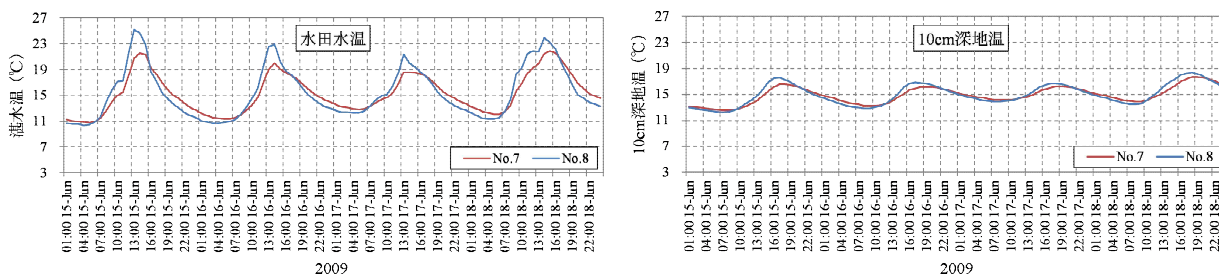 水田水温
湛水温（℃）
27
23
19
15
11
7
3
No.7
No.8
01:00 15-Jun
04:00 15-Jun
07:00 15-Jun
10:00 15-Jun
13:00 15-Jun
16:00 15-Jun
19:00 15-Jun
22:00 15-Jun
01:00 16-Jun
04:00 16-Jun
07:00 16-Jun
10:00 16-Jun
13:00 16-Jun
16:00 16-Jun
19:00 16-Jun
22:00 16-Jun
01:00 17-Jun
04:00 17-Jun
07:00 17-Jun
10:00 17-Jun
13:00 17-Jun
16:00 17-Jun
19:00 17-Jun
22:00 17-Jun
01:00 18-Jun
04:00 18-Jun
07:00 18-Jun
10:00 18-Jun
13:00 18-Jun
16:00 18-Jun
19:00 18-Jun
22:00 18-Jun
2009
10cm深地温
10cm深地温（℃）
27
23
19
15
11
7
3
No.7
No.8
01:00 15-Jun
04:00 15-Jun
07:00 15-Jun
10:00 15-Jun
13:00 15-Jun
16:00 15-Jun
19:00 15-Jun
22:00 15-Jun
01:00 16-Jun
04:00 16-Jun
07:00 16-Jun
10:00 16-Jun
13:00 16-Jun
16:00 16-Jun
19:00 16-Jun
22:00 16-Jun
01:00 17-Jun
04:00 17-Jun
07:00 17-Jun
10:00 17-Jun
13:00 17-Jun
16:00 17-Jun
19:00 17-Jun
22:00 17-Jun
01:00 18-Jun
04:00 18-Jun
07:00 18-Jun
10:00 18-Jun
13:00 18-Jun
16:00 18-Jun
19:00 18-Jun
22:00 18-Jun
2009